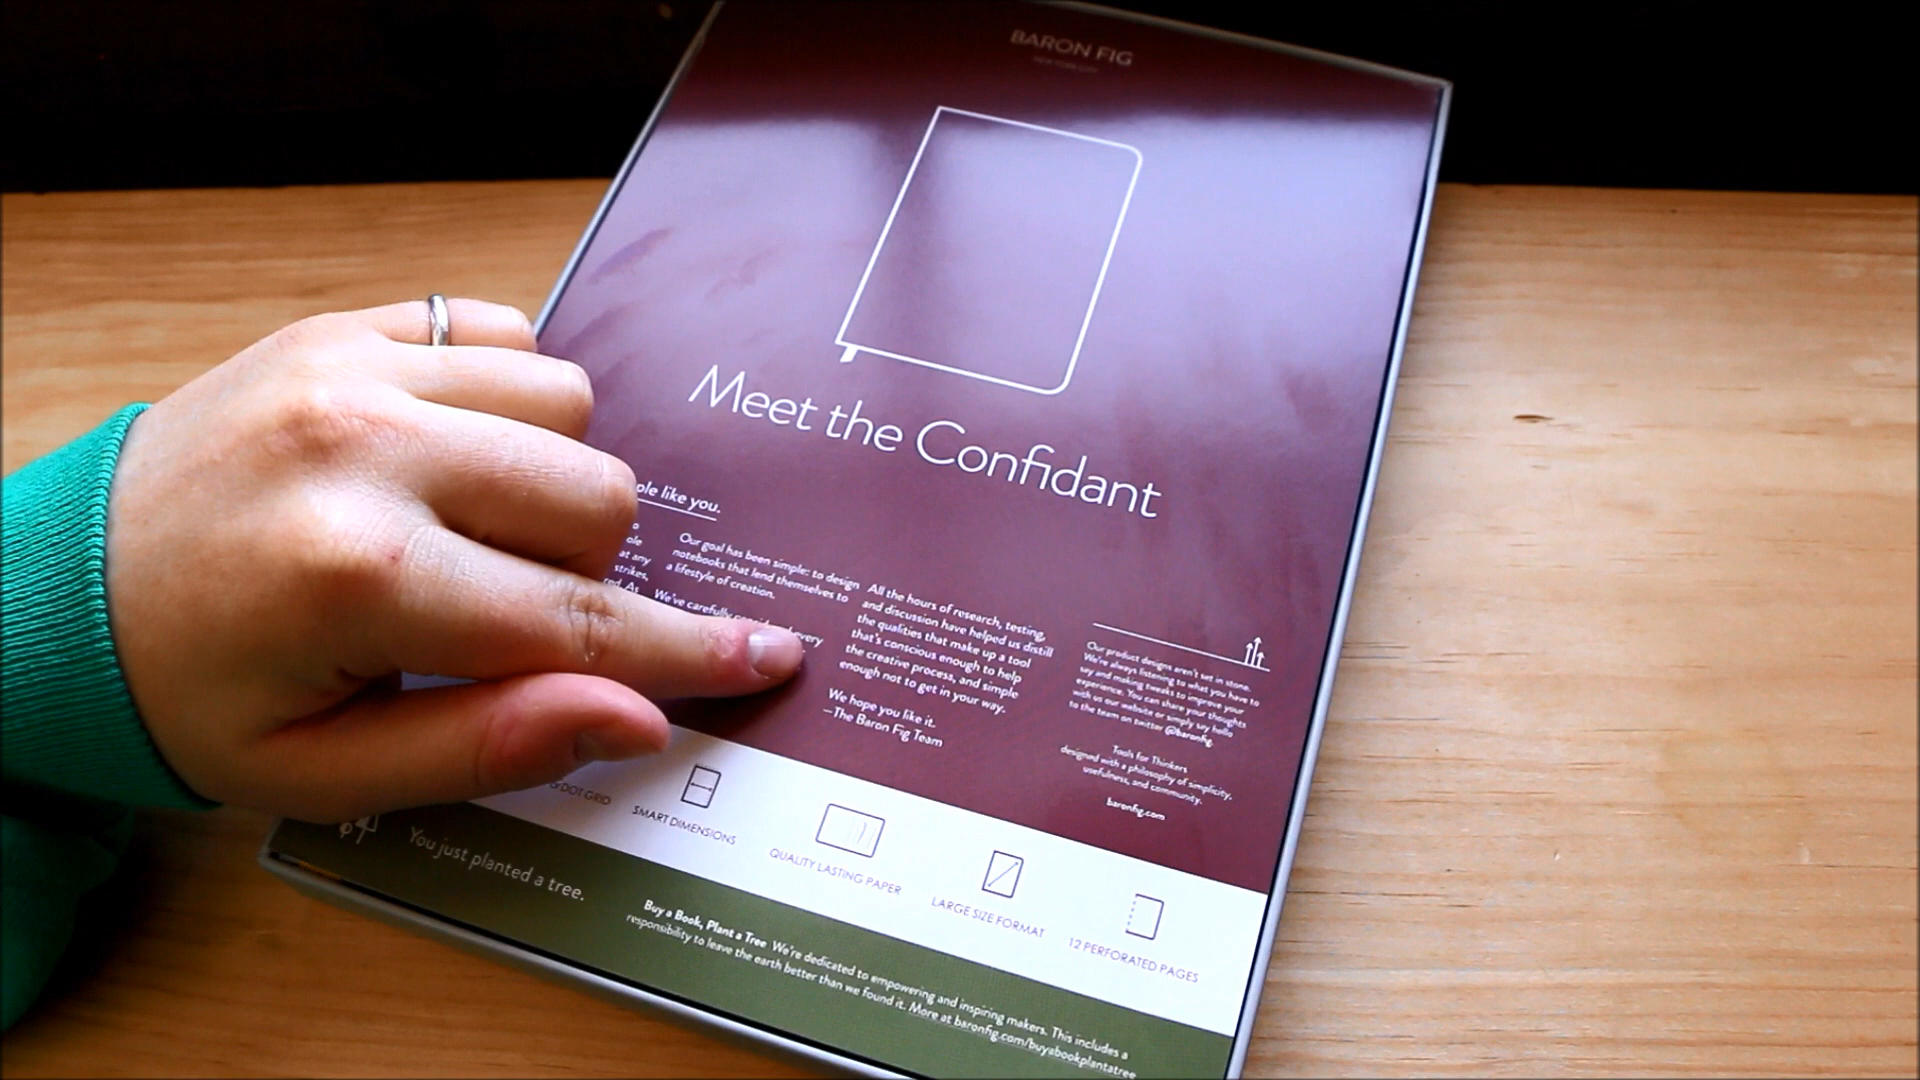 BARON FIG
NEW YORK CITY
Meet the Confidant
ple like you.
o
ole
at any
strikes,
red. As
Our goal has been simple: to design
notebooks that lend themselves to
a lifestyle of creation.
We've carefully every
All the hours of research, testing,
and discussion have helped us distill
the qualities that make up a tool
that's conscious enough to help
the creative process, and simple
enough not to get in your way.
We hope you like it.
—The Baron Fig Team
Our product designs aren't set in stone.
We're always listening to what you have to
say and making tweaks to improve your
experience. You can share your thoughts
with us our website or simply say hello
to the team on twitter @baronfig.
Tools for Thinkers
designed with a philosophy of simplicity,
usefulness, and community.
baronfig.com
& DOT GRID
SMART DIMENSIONS
QUALITY LASTING PAPER
LARGE SIZE FORMAT
12 PERFORATED PAGES
You just planted a tree.
Buy a Book, Plant a Tree We're dedicated to empowering and inspiring makers. This includes a
responsibility to leave the earth better than we found it. More at baronfig.com/buyabookplantatree